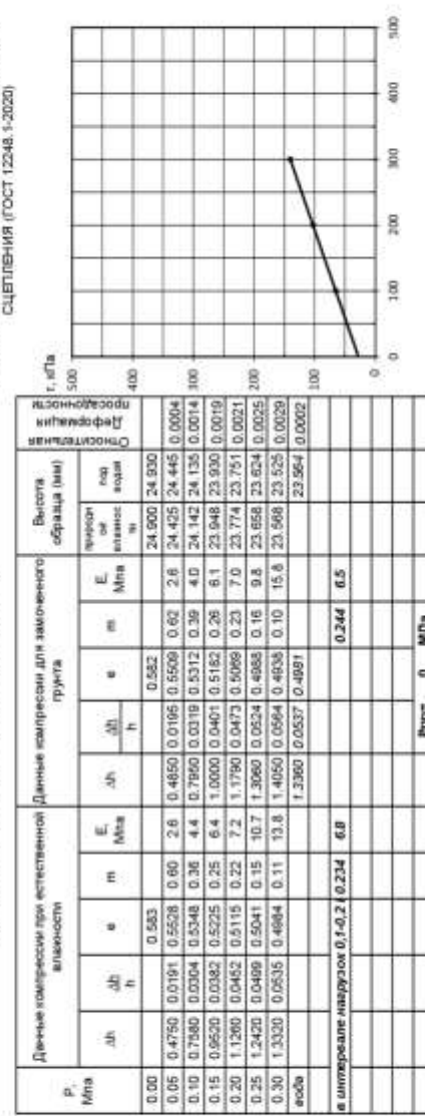 СЦЕПЛЕНИЯ (ГОСТ 12248.1-2020)
Р, Мпа | Данные компрессии при естественной влажности | Данные компрессии для замоченного грунта | Высота образца (мм) | Относительная Деформация просадочности
Δh | Δh h | e | m | E, Мпа | Δh | Δh h | e | m | E, Мпа | природной влажности | под водой
0.00 | 0.583 | 0.582 | 24.900 | 24.930
0.05 | 0.4750 | 0.0191 | 0.5528 | 0.60 | 2.6 | 0.4850 | 0.0195 | 0.5509 | 0.62 | 2.6 | 24.425 | 24.445 | 0.0004
0.10 | 0.7580 | 0.0304 | 0.5348 | 0.36 | 4.4 | 0.7950 | 0.0319 | 0.5312 | 0.39 | 4.0 | 24.142 | 24.135 | 0.0014
0.15 | 0.9520 | 0.0382 | 0.5225 | 0.25 | 6.4 | 1.0000 | 0.0401 | 0.5182 | 0.26 | 6.1 | 23.948 | 23.930 | 0.0019
0.20 | 1.1260 | 0.0452 | 0.5115 | 0.22 | 7.2 | 1.1790 | 0.0473 | 0.5069 | 0.23 | 7.0 | 23.774 | 23.751 | 0.0021
0.25 | 1.2420 | 0.0499 | 0.5041 | 0.15 | 10.7 | 1.3060 | 0.0524 | 0.4988 | 0.16 | 9.8 | 23.658 | 23.624 | 0.0025
0.30 | 1.3320 | 0.0535 | 0.4984 | 0.11 | 13.8 | 1.4050 | 0.0564 | 0.4938 | 0.10 | 15.8 | 23.568 | 23.525 | 0.0029
вода | 1.3360 | 0.0537 | 0.4981 | 23.564 | 0.0002
в интервале нагрузок 0,1-0,2 | 0.234 | 6.8 | 0.244 | 6.5
0 МПа
τ, кПа
500
300
100
0
0 100 200 300 400 500